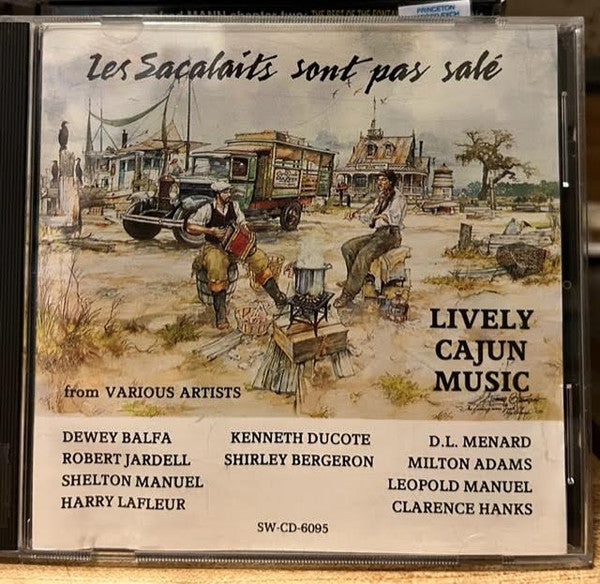 PRINCETON
Les Sacalaits sont pas salé
LIVELY
CAJUN
MUSIC
from VARIOUS ARTISTS
DEWEY BALFA
ROBERT JARDELL
SHELTON MANUEL
HARRY LAFLEUR
KENNETH DUCOTE
SHIRLEY BERGERON
D.L. MENARD
MILTON ADAMS
LEOPOLD MANUEL
CLARENCE HANKS
SW-CD-6095